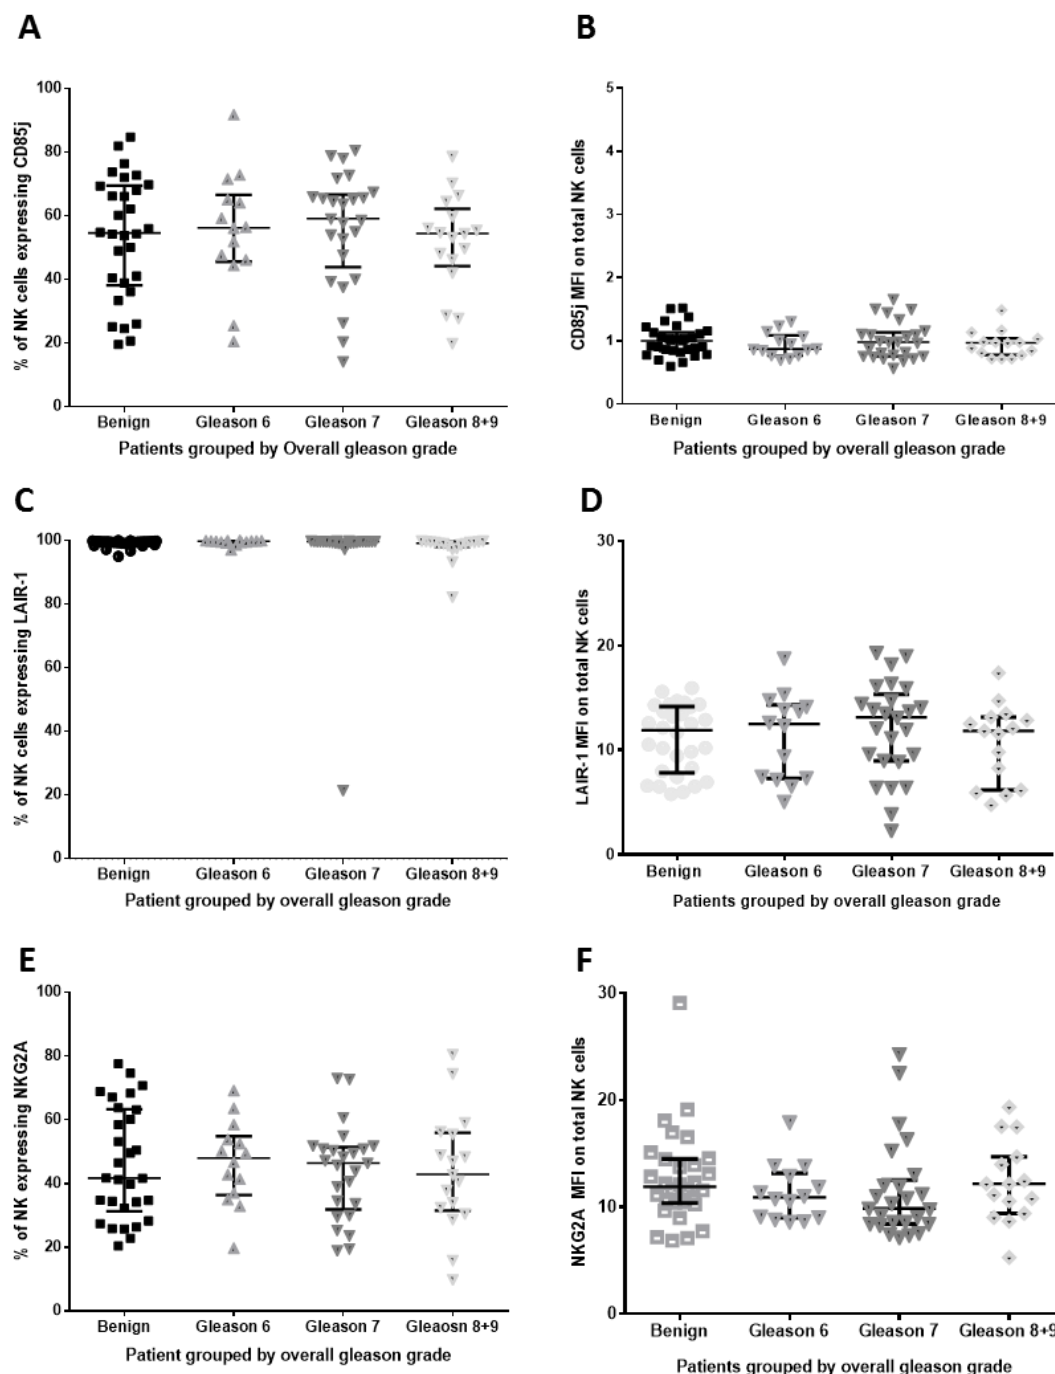 A
% of NK cells expressing CD85j
100
80
60
40
20
0
Benign Gleason 6 Gleason 7 Gleason 8+9
Patients grouped by Overall gleason grade
B
CD85j MFI on total NK cells
5
4
3
2
1
0
Benign Gleason 6 Gleason 7 Gleason 8+9
Patients grouped by overall gleason grade
C
% of NK cells expressing LAIR-1
100
80
60
40
20
0
Benign Gleason 6 Gleason 7 Gleason 8+9
Patient grouped by overall gleason grade
D
LAIR-1 MFI on total NK cells
30
20
10
0
Benign Gleason 6 Gleason 7 Gleason 8+9
Patients grouped by overall gleason grade
E
% of NK expressing NKG2A
100
80
60
40
20
0
Benign Gleason 6 Gleason 7 Gleaosn 8+9
Patient grouped by overall gleason grade
F
NKG2A MFI on total NK cells
30
20
10
0
Benign Gleason 6 Gleason 7 Gleason 8+9
Patients grouped by overall gleason grade